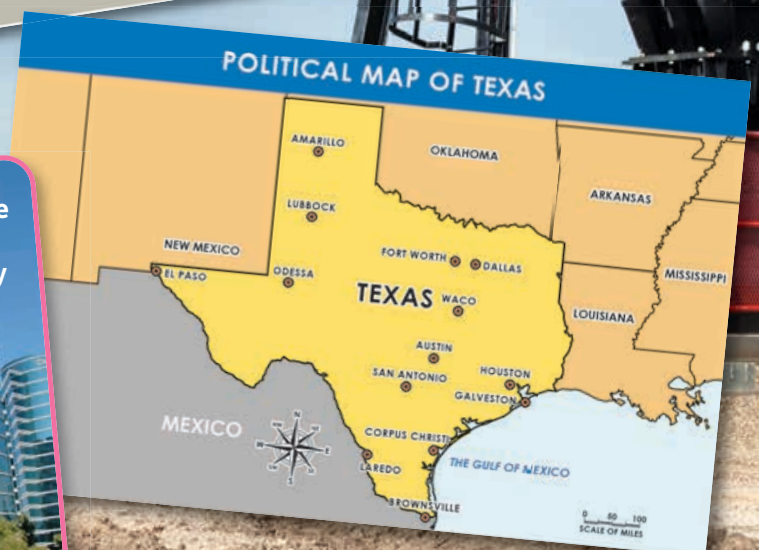 POLITICAL MAP OF TEXAS
AMARILLO
OKLAHOMA
ARKANSAS
LUBBOCK
NEW MEXICO
FORT WORTH
DALLAS
MISSISSIPPI
EL PASO
ODESSA
TEXAS
WACO
LOUISIANA
AUSTIN
SAN ANTONIO
HOUSTON
GALVESTON
MEXICO
N
E
S
W
CORPUS CHRISTI
LAREDO
THE GULF OF MEXICO
BROWNSVILLE
0 50 100
SCALE OF MILES